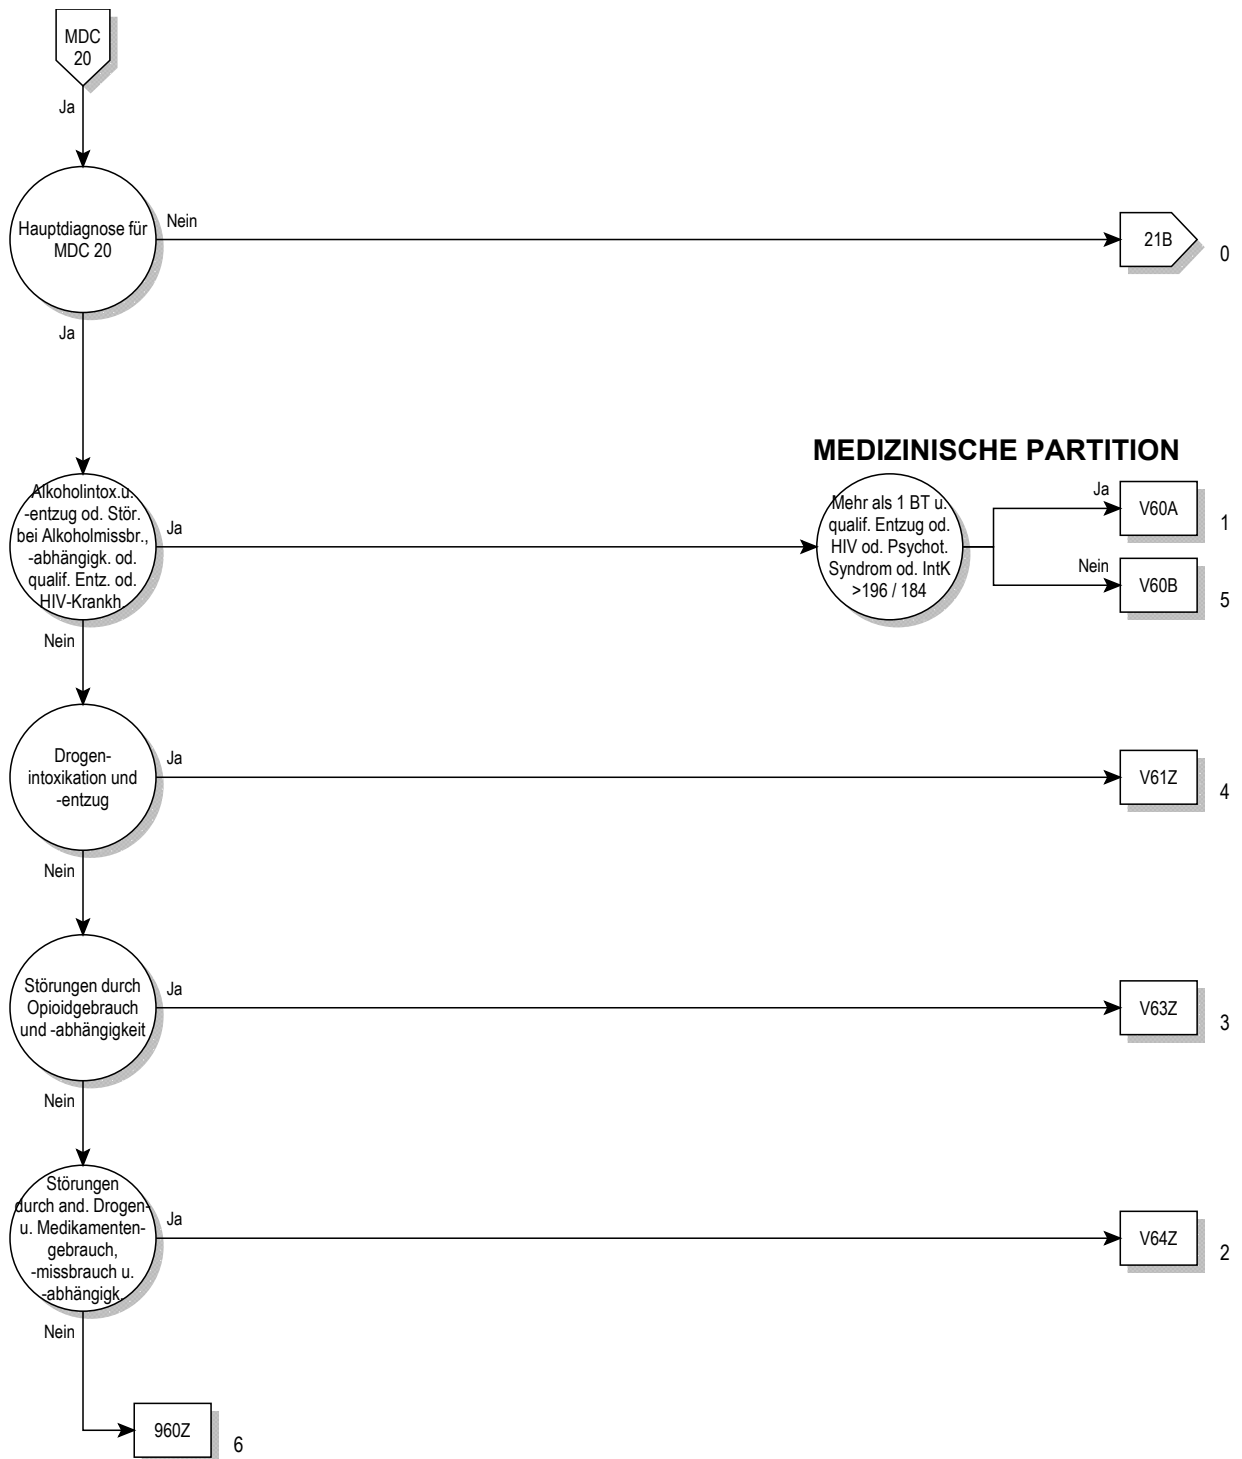 MDC
20
Ja
Hauptdiagnose für
MDC 20
Nein
21B
0
Ja
MEDIZINISCHE PARTITION
Alkoholintox.u.
-entzug od. Stör.
bei Alkoholmissbr.,
-abhängigk. od.
qualif. Entz. od.
HIV-Krankh.
Ja
Mehr als 1 BT u.
qualif. Entzug od.
HIV od. Psychot.
Syndrom od. IntK
>196 / 184
Ja
V60A
1
Nein
V60B
5
Nein
Drogen-
intoxikation und
-entzug
Ja
V61Z
4
Nein
Störungen durch
Opioidgebrauch
und -abhängigkeit
Ja
V63Z
3
Nein
Störungen
durch and. Drogen-
u. Medikamenten-
gebrauch,
-missbrauch u.
-abhängigk.
Ja
V64Z
2
Nein
960Z
6